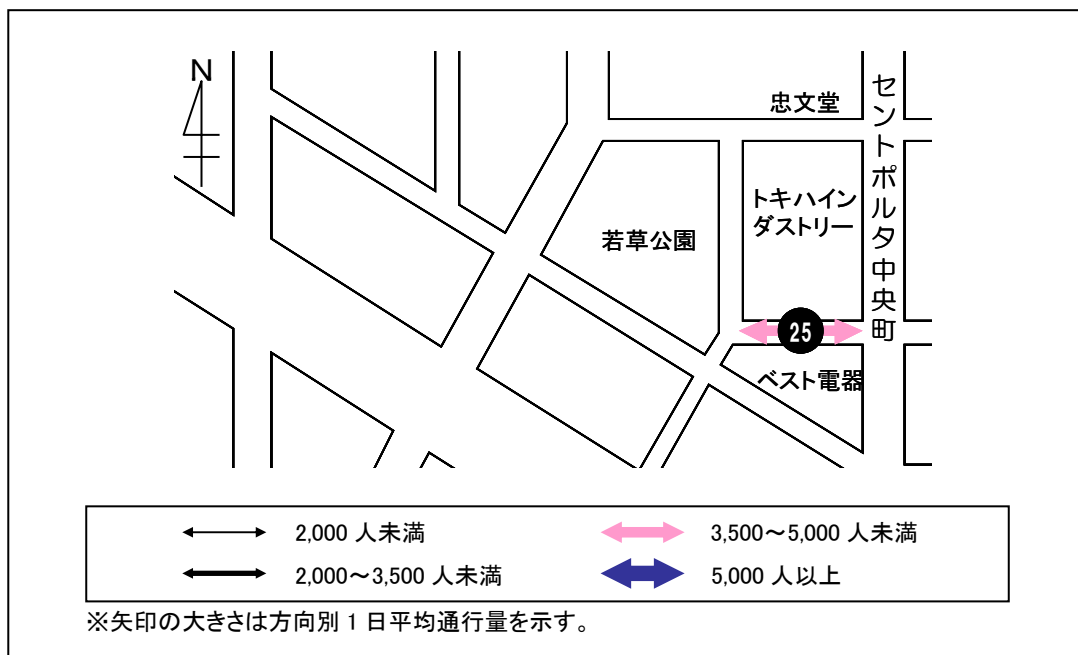 N
忠文堂
セントポルタ中央町
トキハイン
ダストリー
若草公園
25
ベスト電器
2,000 人未満
3,500～5,000 人未満
2,000～3,500 人未満
5,000 人以上
※矢印の大きさは方向別 1 日平均通行量を示す。